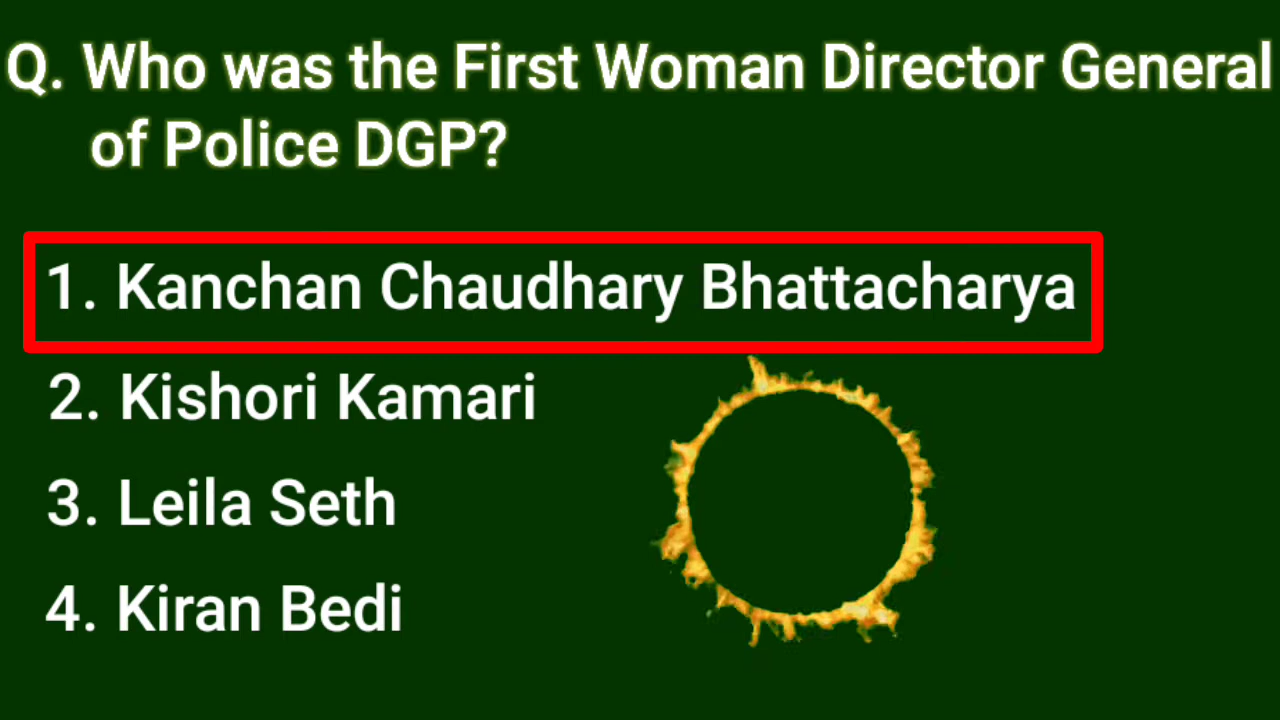 Q. Who was the First Woman Director General
of Police DGP?
1. Kanchan Chaudhary Bhattacharya
2. Kishori Kamari
3. Leila Seth
4. Kiran Bedi